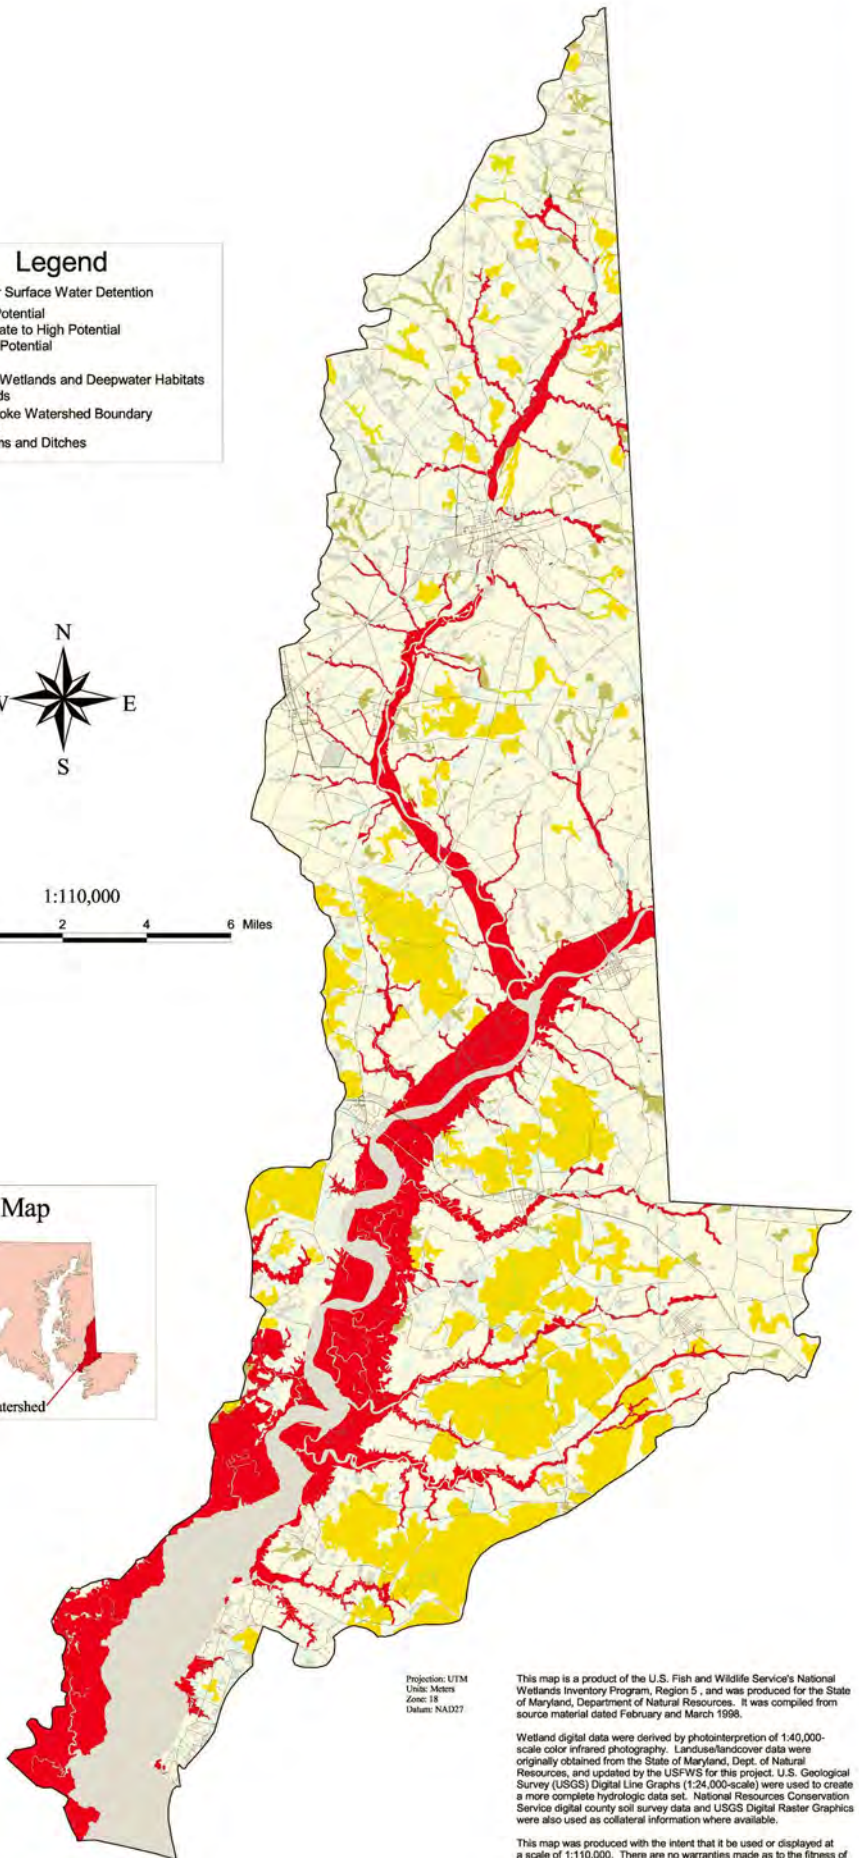 Legend
Surface Water Detention
Potential
ate to High Potential
Potential
Wetlands and Deepwater Habitats
ds
oke Watershed Boundary
ns and Ditches
N
E
S
1:110,000
2 4 6 Miles
Map
tershed
Projection: UTM
Units: Meters
Zone: 18
Datum: NAD27
This map is a product of the U.S. Fish and Wildlife Service's National
Wetlands Inventory Program, Region 5 , and was produced for the State
of Maryland, Department of Natural Resources. It was compiled from
source material dated February and March 1998.
Wetland digital data were derived by photointerpretion of 1:40,000-
scale color infrared photography. Landuse/landcover data were
originally obtained from the State of Maryland, Dept. of Natural
Resources, and updated by the USFWS for this project. U.S. Geological
Survey (USGS) Digital Line Graphs (1:24,000-scale) were used to create
a more complete hydrologic data set. National Resources Conservation
Service digital county soil survey data and USGS Digital Raster Graphics
were also used as collateral information where available.
This map was produced with the intent that it be used or displayed at
a scale of 1:110,000. There are no warranties made as to the fitness of